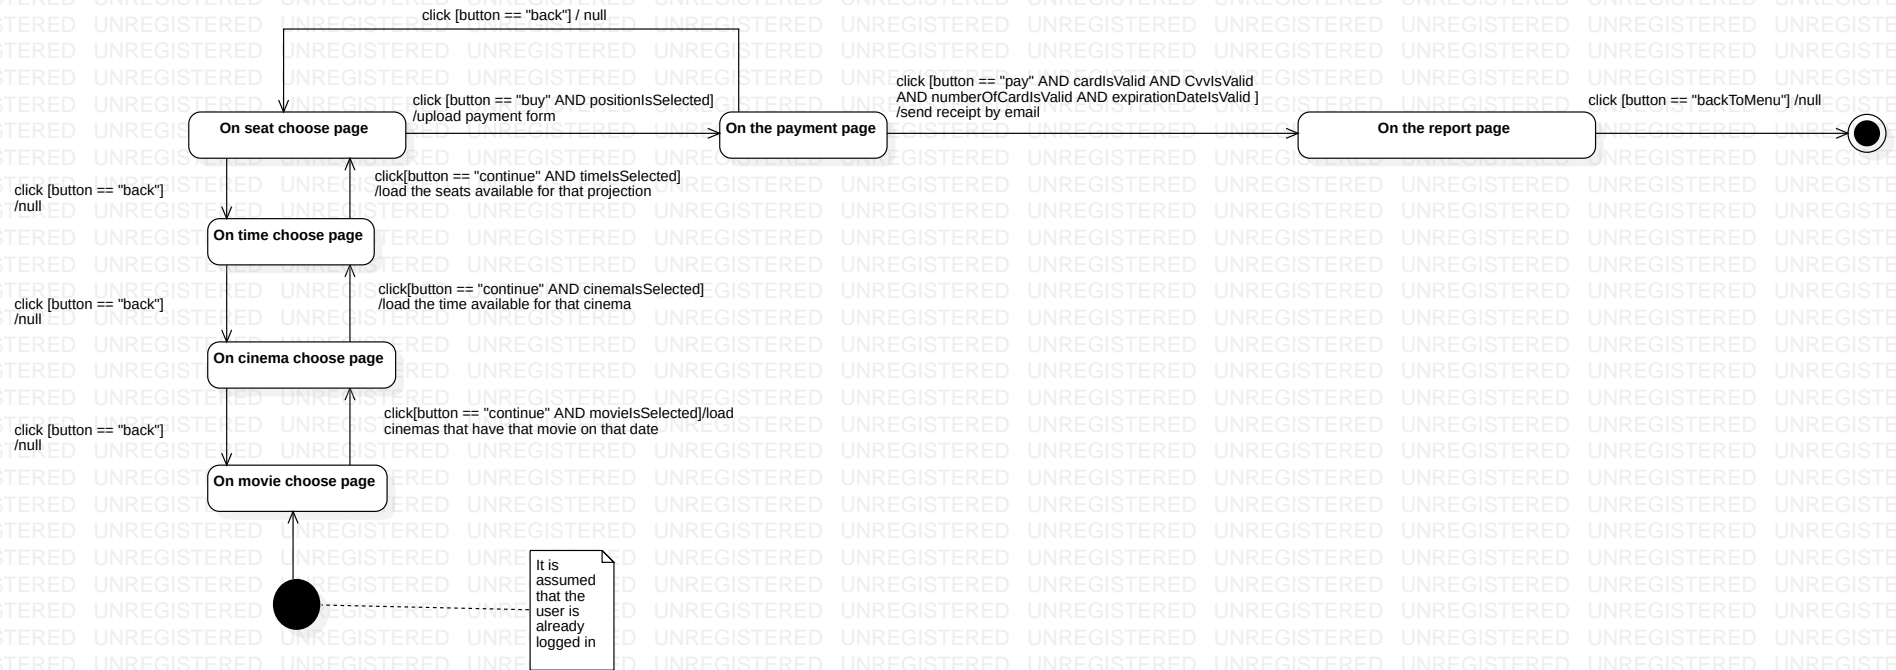 click [button == "back"] / null
click [button == "pay" AND cardIsValid AND CvvIsValid
AND numberOfCardIsValid AND expirationDateIsValid ]
/send receipt by email
click [button == "buy" AND positionIsSelected]
/upload payment form
click [button == "backToMenu"] /null
On seat choose page
On the payment page
On the report page
click[button == "continue" AND timeIsSelected]
/load the seats available for that projection
click [button == "back"]
/null
On time choose page
click[button == "continue" AND cinemaIsSelected]
/load the time available for that cinema
click [button == "back"]
/null
On cinema choose page
click[button == "continue" AND movieIsSelected]/load
cinemas that have that movie on that date
click [button == "back"]
/null
On movie choose page
It is
assumed
that the
user is
already
logged in
UNREGISTERED